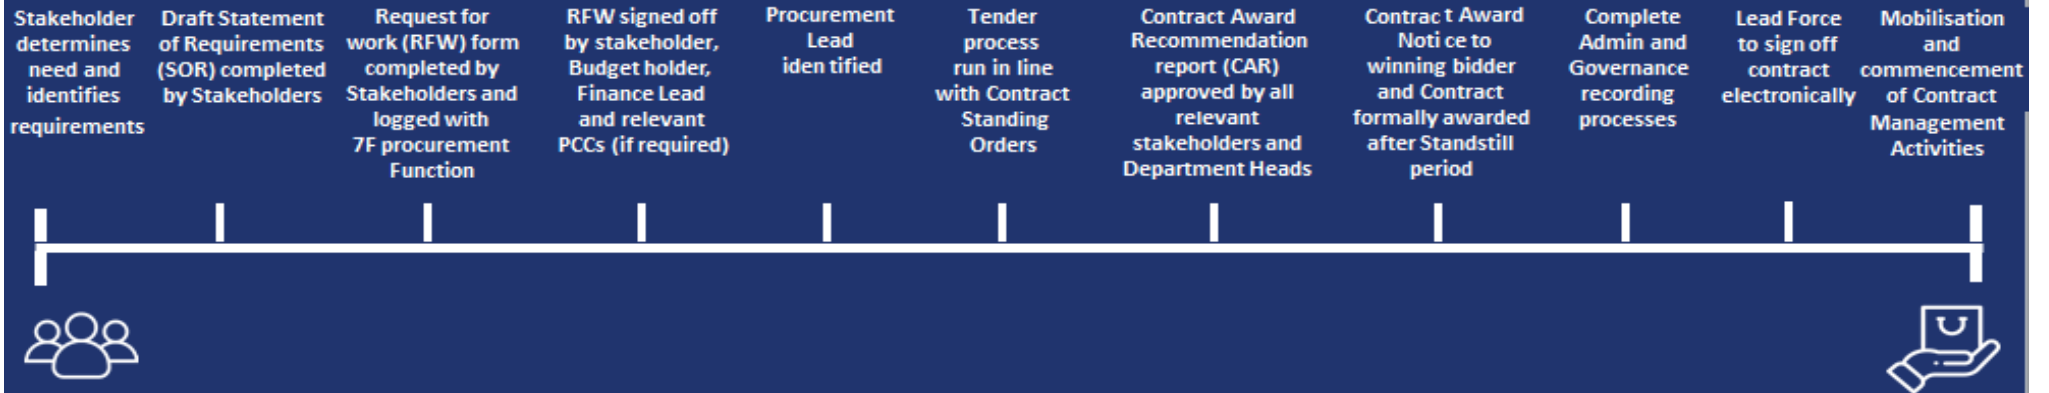 Stakeholder
determines
need and
identifies
requirements
Draft Statement
of Requirements
(SOR) completed
by Stakeholders
Request for
work (RFW) form
completed by
Stakeholders and
logged with
7F procurement
Function
RFW signed off
by stakeholder,
Budget holder,
Finance Lead
and relevant
PCCs (if required)
Procurement
Lead
iden tified
Tender
process
run in line
with Contract
Standing
Orders
Contract Award
Recommendation
report (CAR)
approved by all
relevant
stakeholders and
Department Heads
Contrac t Award
Noti ce to
winning bidder
and Contract
formally awarded
after Standstill
period
Complete
Admin and
Governance
recording
processes
Lead Force
to sign off
contract
electronically
Mobilisation
and
commencement
of Contract
Management
Activities